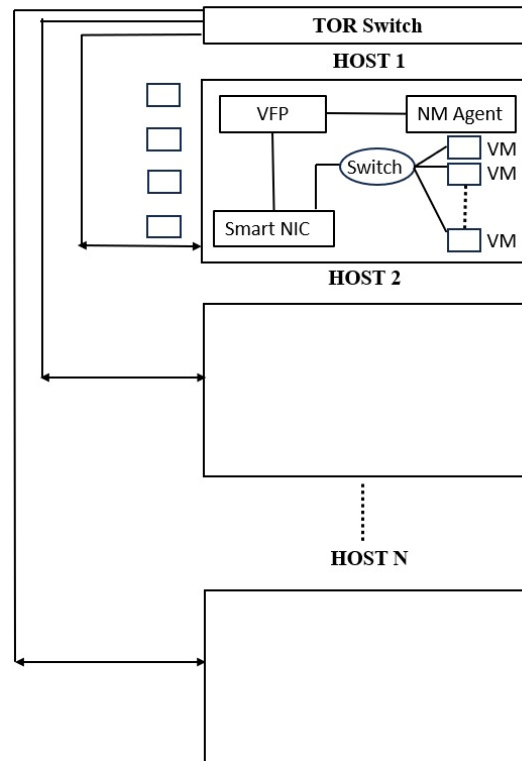 TOR Switch
HOST 1
VFP
NM Agent
VM
Switch
VM
Smart NIC
VM
HOST 2
HOST N